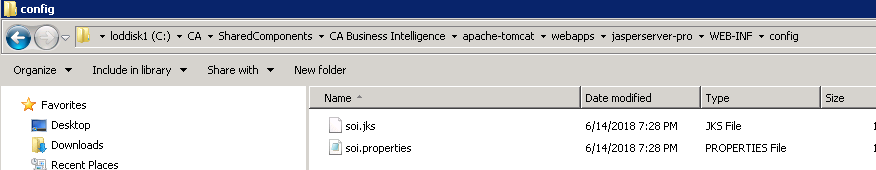 config
loddisk1 (C:) CA SharedComponents CA Business Intelligence apache-tomcat webapps jasperserver-pro WEB-INF config
Organize Include in library Share with New folder
Name Date modified Type Size
Favorites
Desktop
Downloads
Recent Places
soi.jks 6/14/2018 7:28 PM JKS File 1
soi.properties 6/14/2018 7:28 PM PROPERTIES File 1